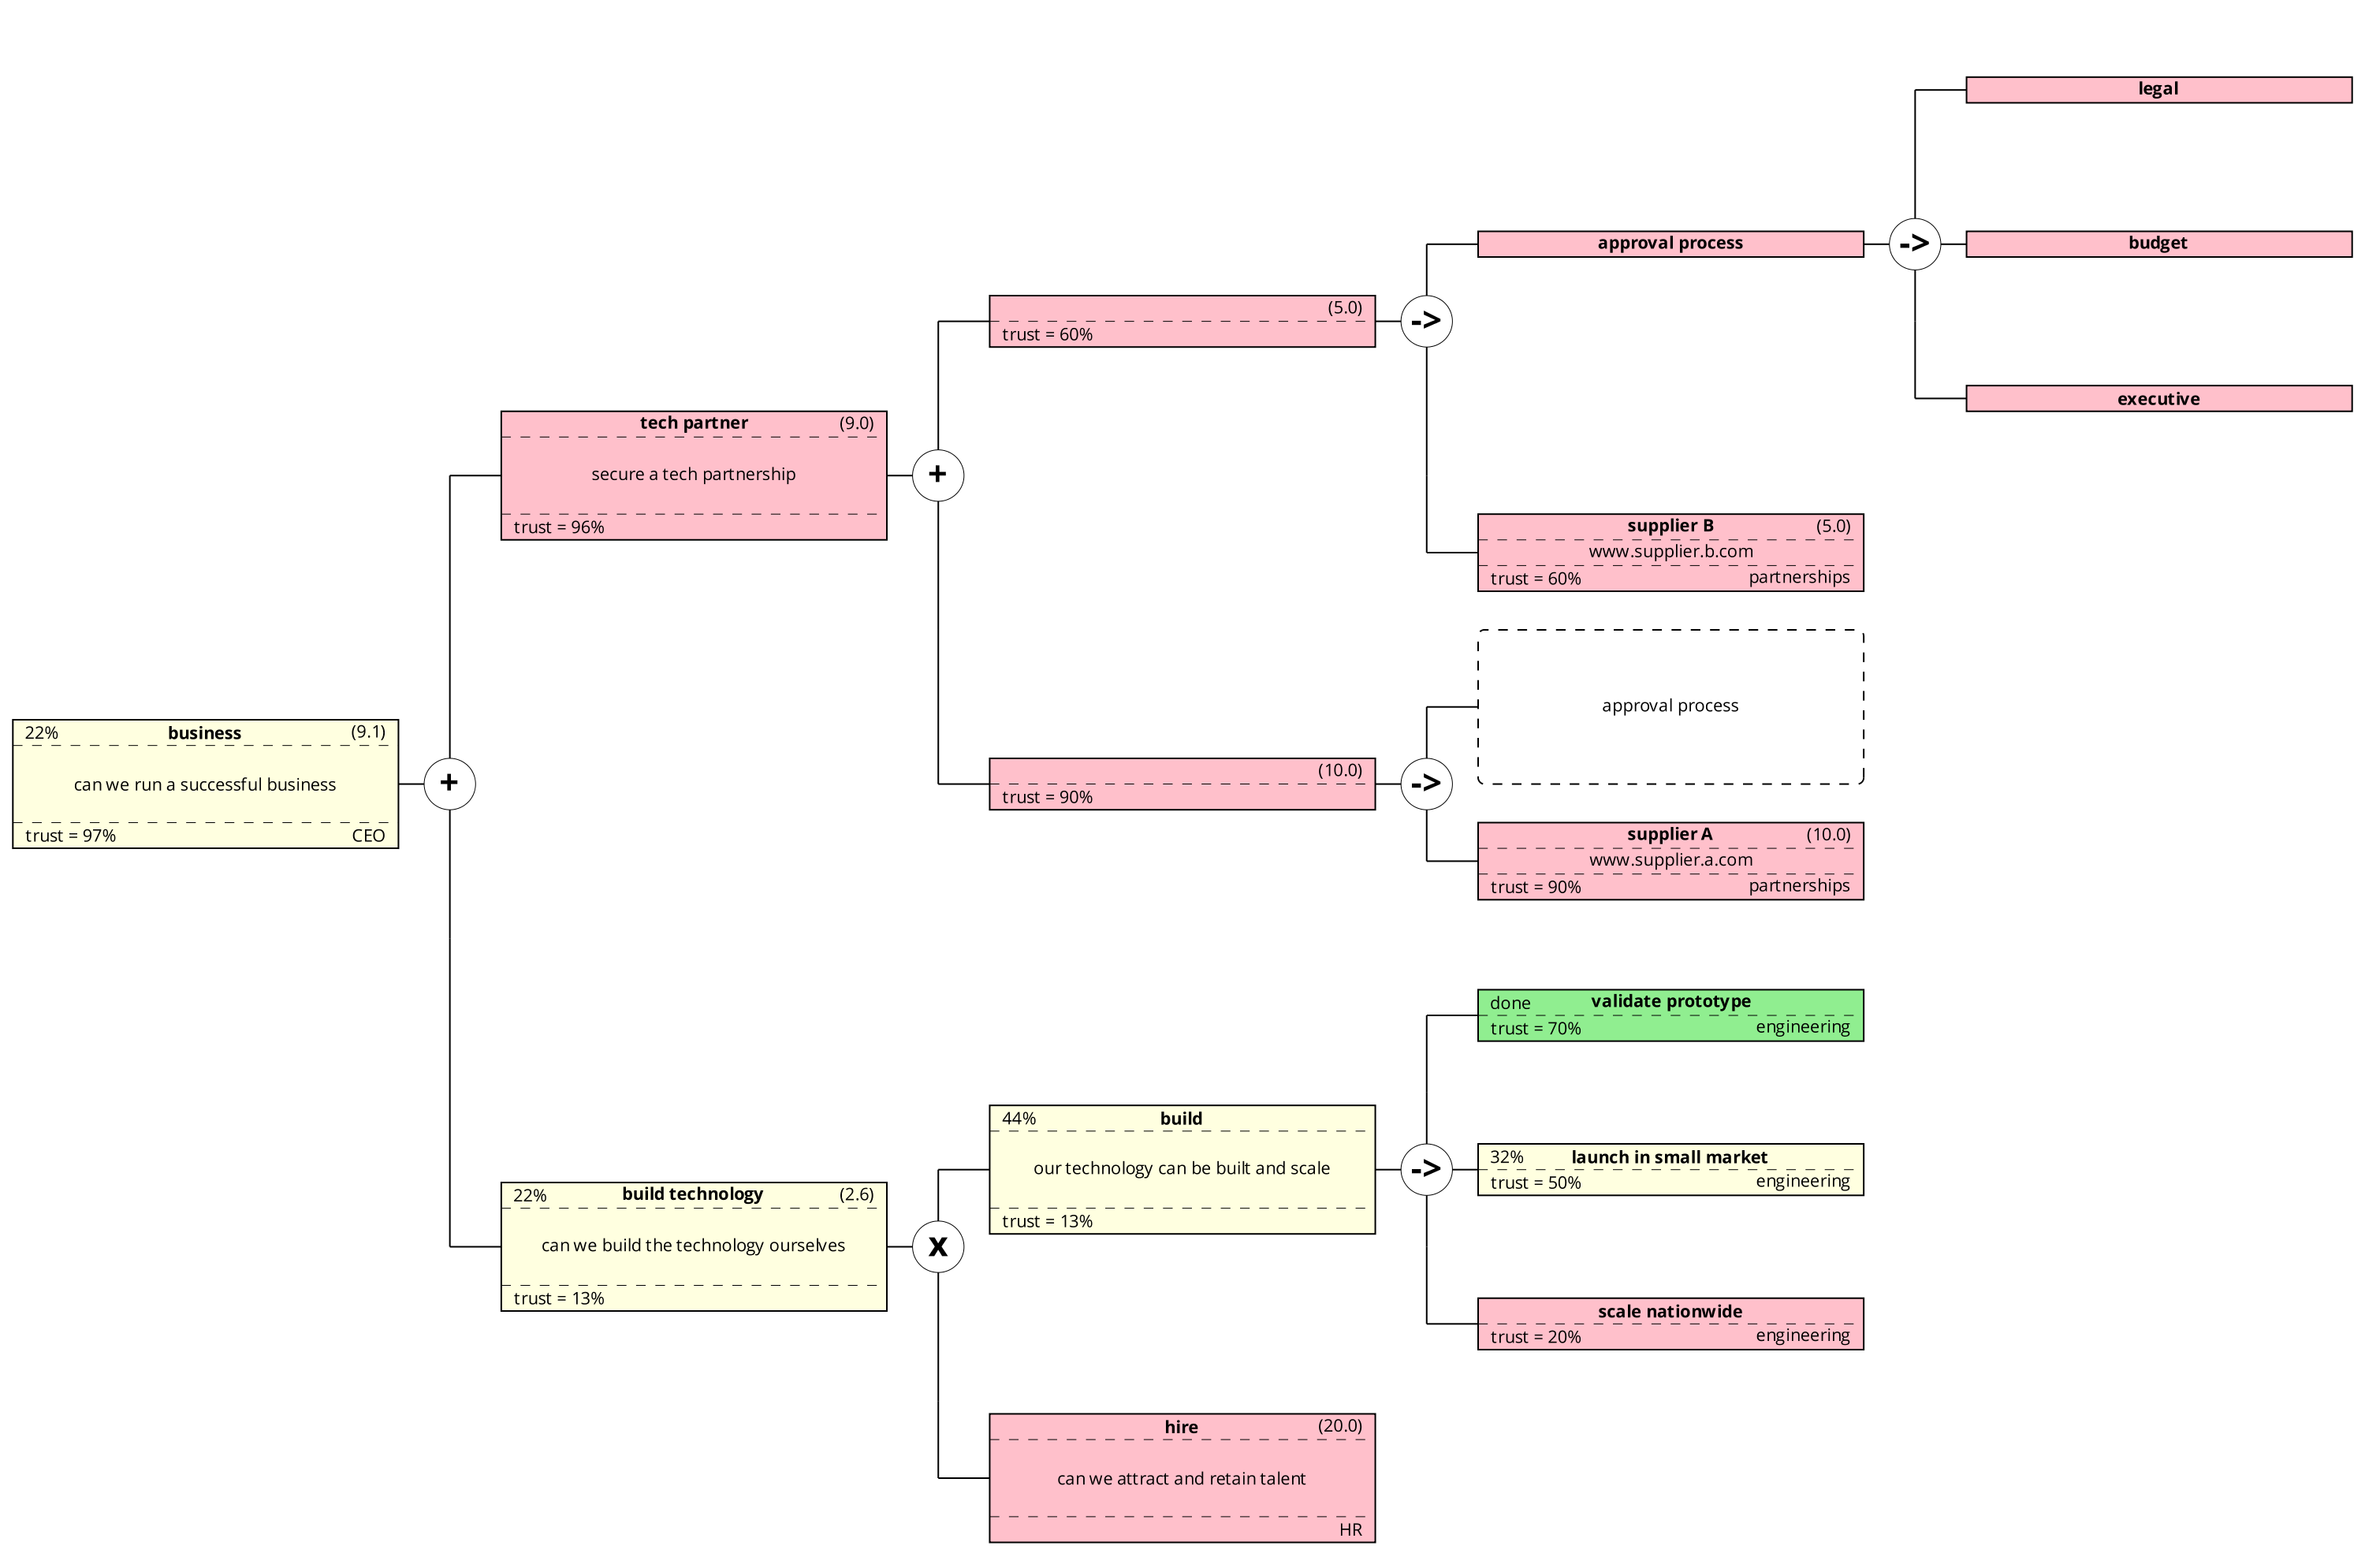 legal
->
approval process
budget
executive
(5.0)
->
trust = 60%
tech partner (9.0)
secure a tech partnership
trust = 96%
+
supplier B (5.0)
www.supplier.b.com
trust = 60% partnerships
approval process
22% business (9.1)
can we run a successful business
trust = 97% CEO
+
(10.0)
trust = 90%
->
supplier A (10.0)
www.supplier.a.com
trust = 90% partnerships
done validate prototype
trust = 70% engineering
44% build
our technology can be built and scale
trust = 13%
->
32% launch in small market
trust = 50% engineering
22% build technology (2.6)
can we build the technology ourselves
trust = 13%
x
scale nationwide
trust = 20% engineering
hire (20.0)
can we attract and retain talent
HR